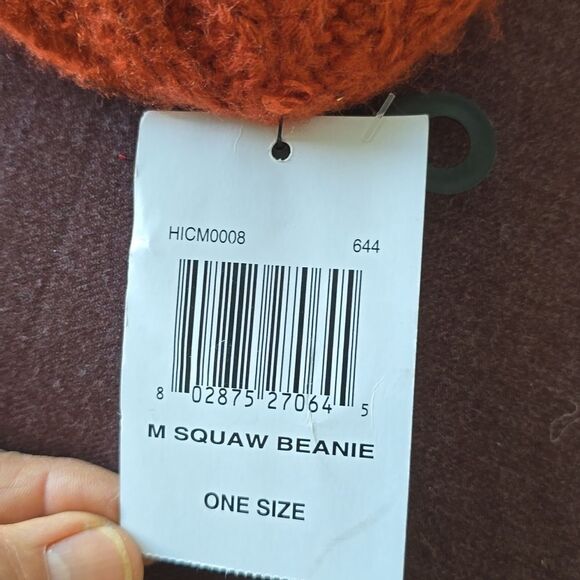 HICM0008 644
8 02875 27064 5
M SQUAW BEANIE
ONE SIZE